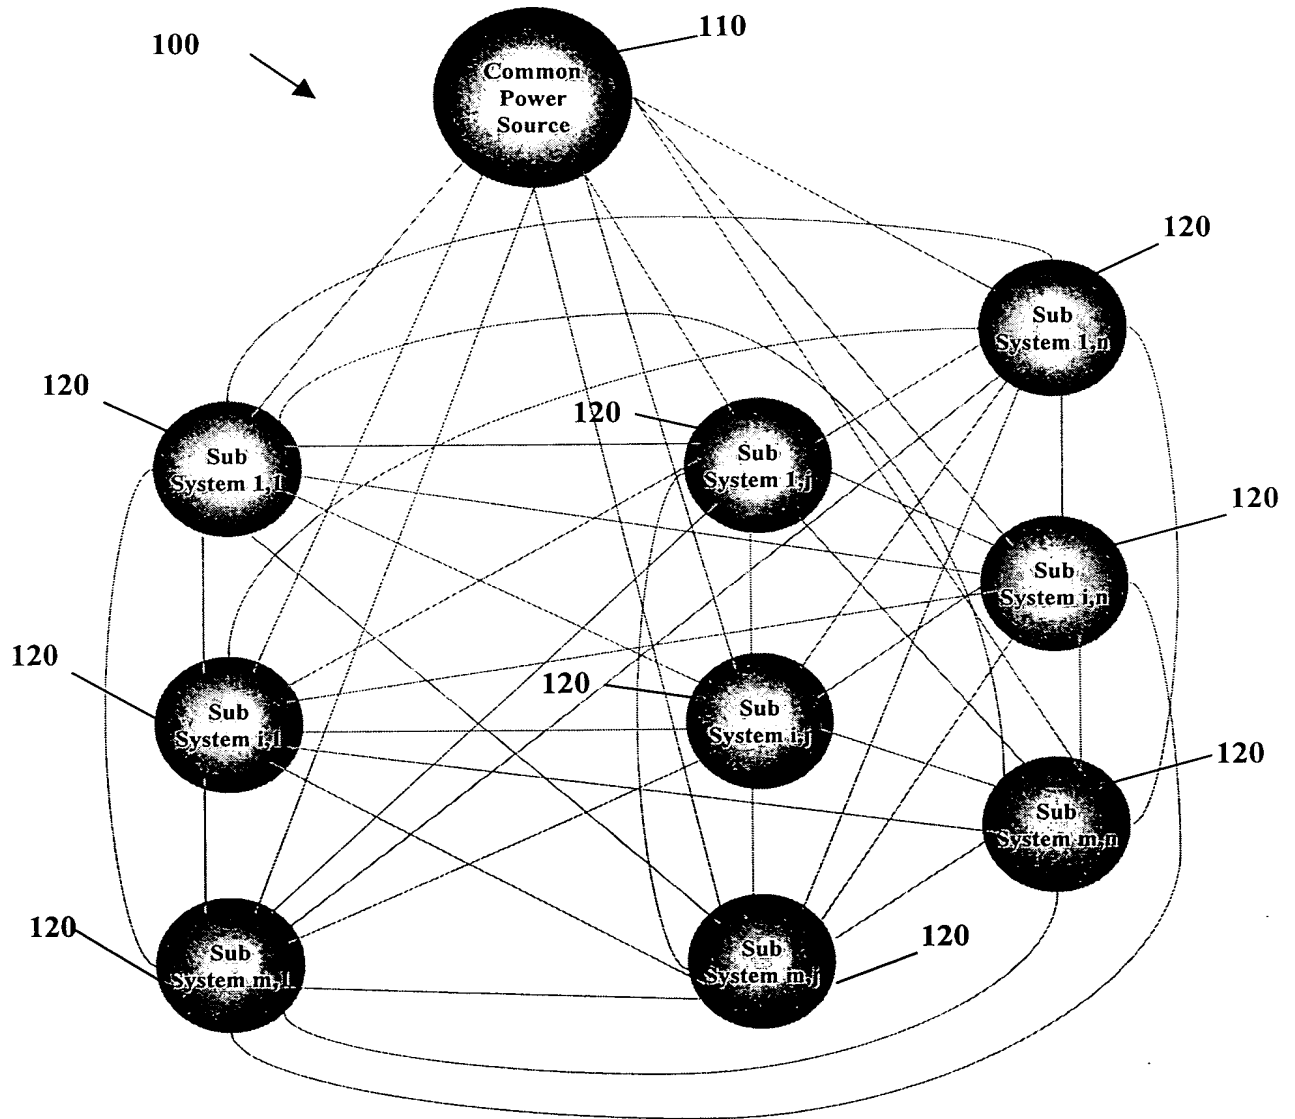 110
100
Common
Power
Source
120
Sub
System 1,n
120
120
Sub
System 1,1
Sub
System 1,j
120
Sub
System i,n
120
120
Sub
System i,1
Sub
System i,j
120
Sub
System m,n
120
120
Sub
System m,1
Sub
System m,j